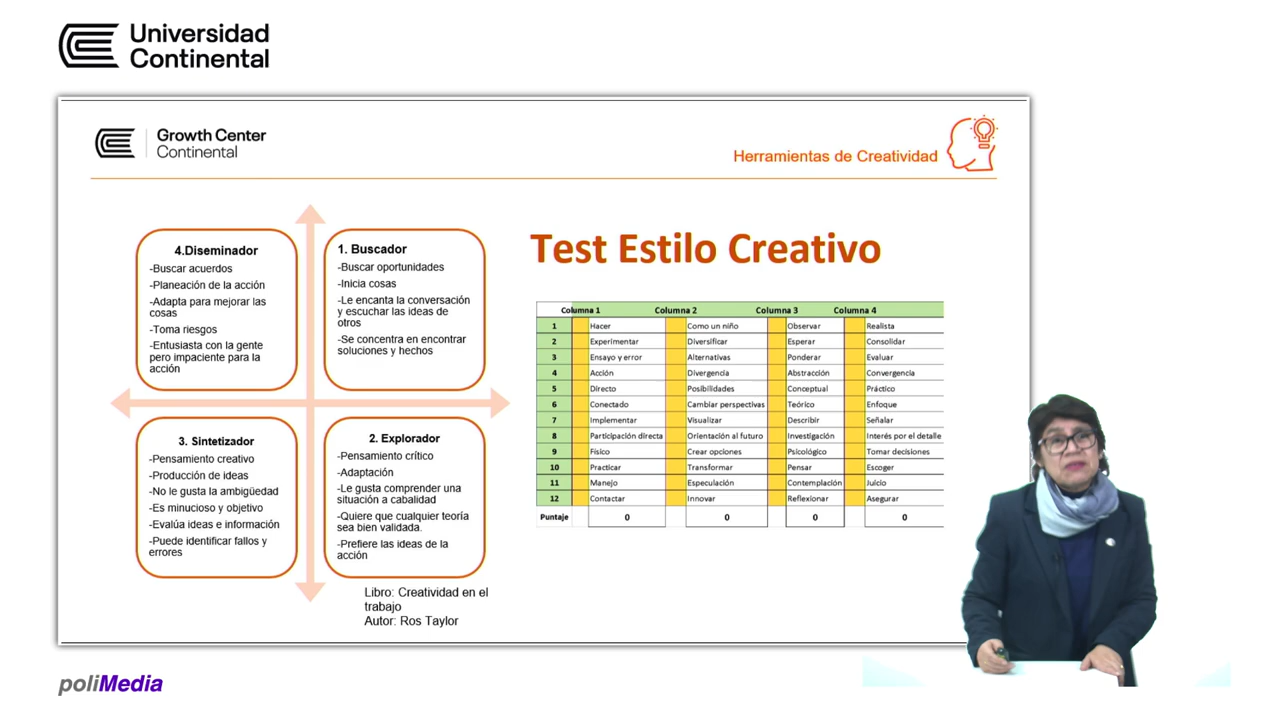 Universidad
Continental
Growth Center
Continental
Herramientas de Creatividad
4.Diseminador
-Buscar acuerdos
-Planeación de la acción
-Adapta para mejorar las
cosas
-Toma riesgos
-Entusiasta con la gente
pero impaciente para la
acción
1. Buscador
-Buscar oportunidades
-Inicia cosas
-Le encanta la conversación
y escuchar las ideas de
otros
-Se concentra en encontrar
soluciones y hechos
3. Sintetizador
-Pensamiento creativo
-Producción de ideas
-No le gusta la ambigüedad
-Es minucioso y objetivo
-Evalúa ideas e información
-Puede identificar fallos y
errores
2. Explorador
-Pensamiento crítico
-Adaptación
-Le gusta comprender una
situación a cabalidad
-Quiere que cualquier teoría
sea bien validada.
-Prefiere las ideas de la
acción
Libro: Creatividad en el
trabajo
Autor: Ros Taylor
Test Estilo Creativo
Columna 1 Columna 2 Columna 3 Columna 4
1 Hacer Como un niño Observar Realista
2 Experimentar Diversificar Esperar Consolidar
3 Ensayo y error Alternativas Ponderar Evaluar
4 Acción Divergencia Abstracción Convergencia
5 Directo Posibilidades Conceptual Práctico
6 Conectado Cambiar perspectivas Teórico Enfoque
7 Implementar Visualizar Describir Señalar
8 Participación directa Orientación al futuro Investigación Interés por el detalle
9 Físico Crear opciones Psicológico Tomar decisiones
10 Practicar Transformar Pensar Escoger
11 Manejo Especulación Contemplación Juicio
12 Contactar Innovar Reflexionar Asegurar
Puntaje 0 0 0 0
poliMedia